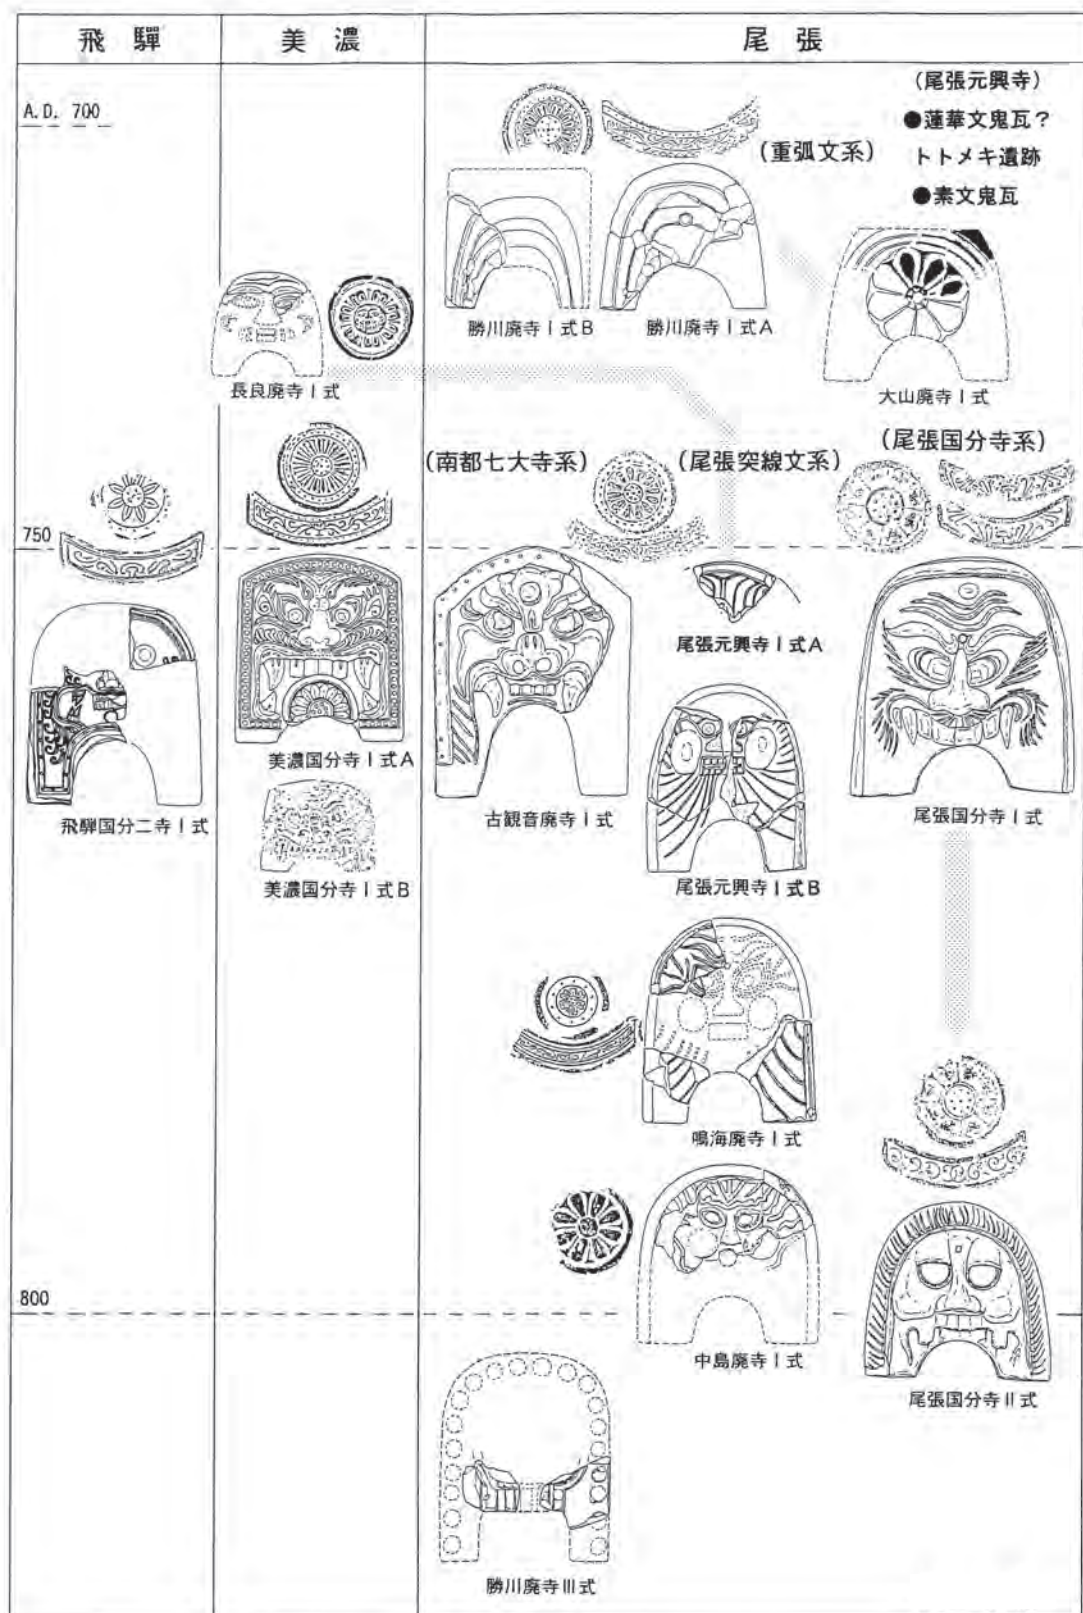 飛驒
美濃
尾張
A.D. 700
(尾張元興寺)
●蓮華文鬼瓦?
トトメキ遺跡
●素文鬼瓦
(重弧文系)
勝川廃寺Ⅰ式B
勝川廃寺Ⅰ式A
長良廃寺Ⅰ式
大山廃寺Ⅰ式
(南都七大寺系)
(尾張突線文系)
(尾張国分寺系)
750
尾張元興寺Ⅰ式A
美濃国分寺Ⅰ式A
飛驒国分二寺Ⅰ式
古観音廃寺Ⅰ式
尾張国分寺Ⅰ式
美濃国分寺Ⅰ式B
尾張元興寺Ⅰ式B
鳴海廃寺Ⅰ式
800
中島廃寺Ⅰ式
尾張国分寺Ⅱ式
勝川廃寺Ⅲ式